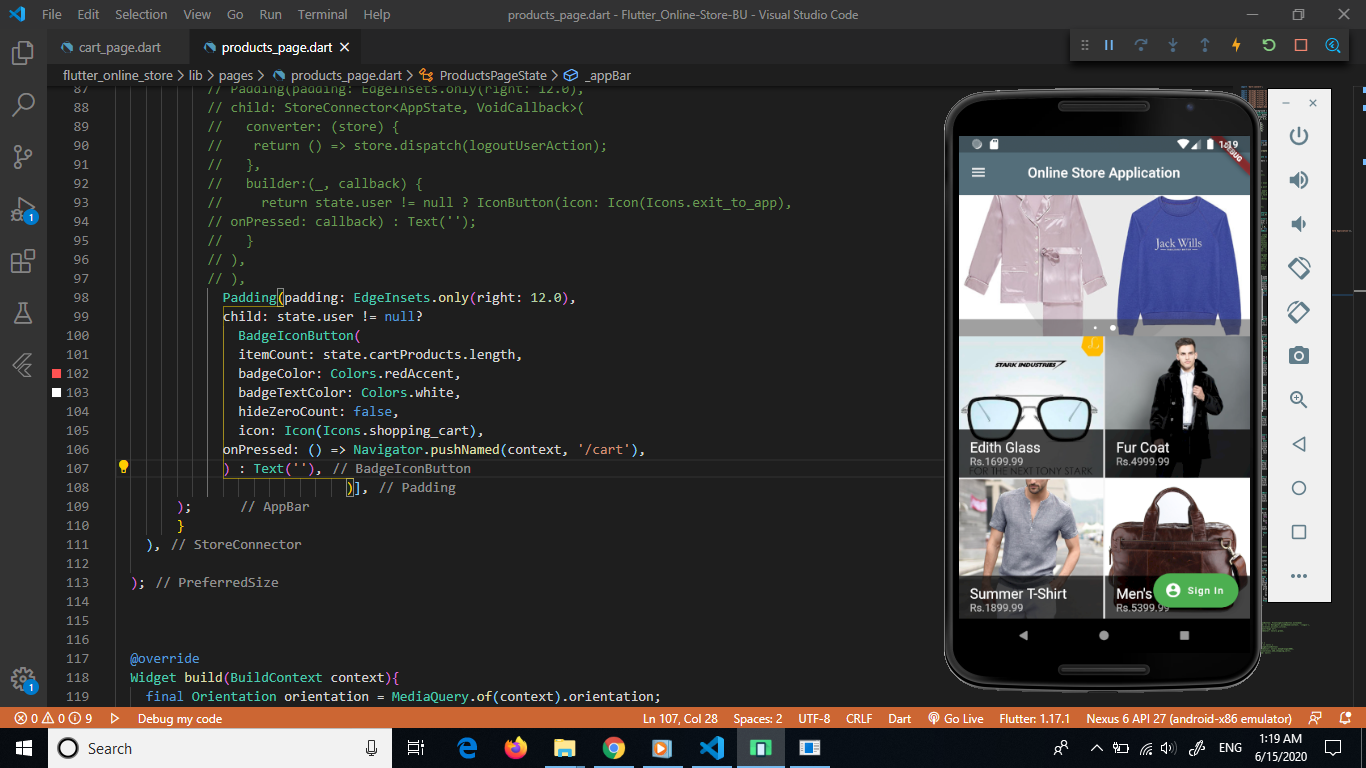 File Edit Selection View Go Run Terminal Help
products_page.dart - Flutter_Online-Store-BU - Visual Studio Code
cart_page.dart
products_page.dart
flutter_online_store > lib > pages > products_page.dart > ProductsPageState > _appBar
87 // Padding(padding: EdgeInsets.only(right: 12.0),
88 // child: StoreConnector<AppState, VoidCallback>(
89 //   converter: (store) {
90 //    return () => store.dispatch(logoutUserAction);
91 //   },
92 //   builder:(_, callback) {
93 //     return state.user != null ? IconButton(icon: Icon(Icons.exit_to_app),
94 // onPressed: callback) : Text('');
95 //   }
96 // ),
97 // ),
98 Padding(padding: EdgeInsets.only(right: 12.0),
99 child: state.user != null?
100 BadgeIconButton(
101 itemCount: state.cartProducts.length,
102 badgeColor: Colors.redAccent,
103 badgeTextColor: Colors.white,
104 hideZeroCount: false,
105 icon: Icon(Icons.shopping_cart),
106 onPressed: () => Navigator.pushNamed(context, '/cart'),
107 ) : Text(''), // BadgeIconButton
108 )], // Padding
109 ); // AppBar
110 }
111 ), // StoreConnector
112
113 ); // PreferredSize
114
115
116
117 @override
118 Widget build(BuildContext context){
119 final Orientation orientation = MediaQuery.of(context).orientation;
1:19
DEBUG
Online Store Application
Jack Wills
STARK INDUSTRIES
Edith Glass
Rs.1699.99
FOR THE NEXT TONY STARK
Fur Coat
Rs.4999.99
Summer T-Shirt
Rs.1899.99
Men's
Rs.5399.99
Sign In
1
1
0 0 9
Debug my code
Ln 107, Col 28 Spaces: 2 UTF-8 CRLF Dart Go Live Flutter: 1.17.1 Nexus 6 API 27 (android-x86 emulator)
Search
ENG
1:19 AM
6/15/2020